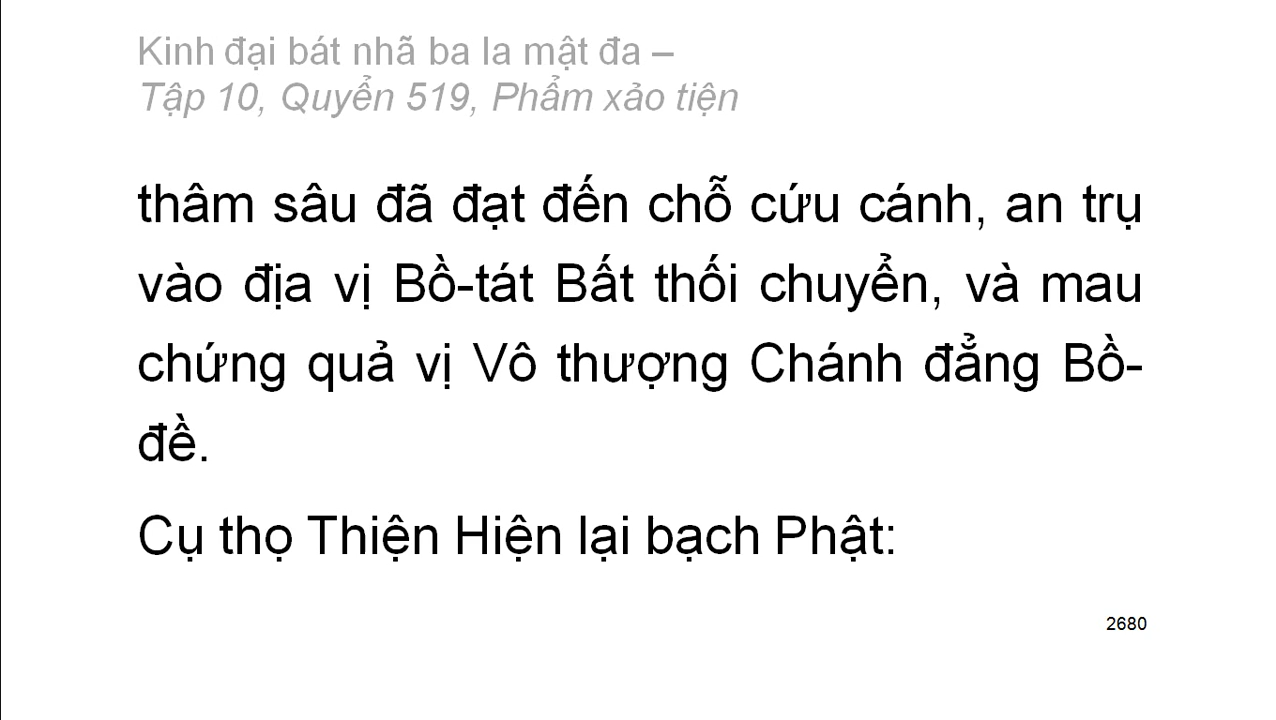 Kinh đại bát nhã ba la mật đa –
Tập 10, Quyển 519, Phẩm xảo tiện
thâm sâu đã đạt đến chỗ cứu cánh, an trụ
vào địa vị Bồ-tát Bất thối chuyển, và mau
chứng quả vị Vô thượng Chánh đẳng Bồ-
đề.
Cụ thọ Thiện Hiện lại bạch Phật:
2680